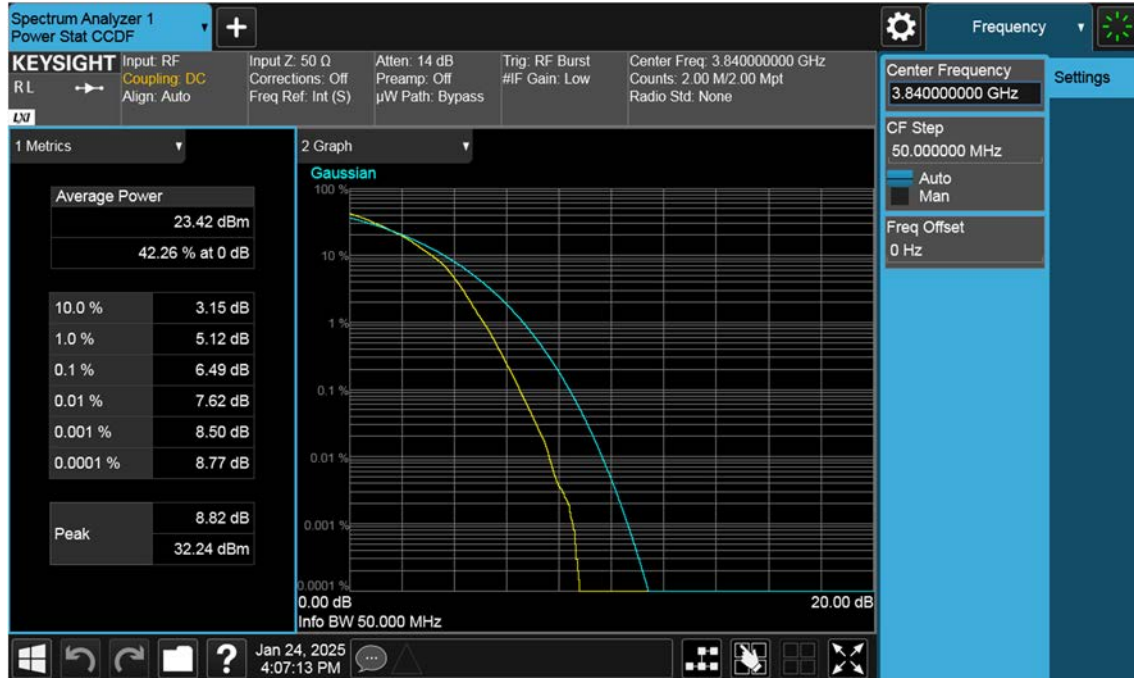 Spectrum Analyzer 1
Power Stat CCDF
Frequency
KEYSIGHT
R L
LXI
Input: RF
Coupling: DC
Align: Auto
Input Z: 50 Ω
Corrections: Off
Freq Ref: Int (S)
Atten: 14 dB
Preamp: Off
µW Path: Bypass
Trig: RF Burst
#IF Gain: Low
Center Freq: 3.840000000 GHz
Counts: 2.00 M/2.00 Mpt
Radio Std: None
Center Frequency
3.840000000 GHz
Settings
CF Step
50.000000 MHz
Auto
Man
Freq Offset
0 Hz
1 Metrics
Average Power
23.42 dBm
42.26 % at 0 dB
10.0 % 3.15 dB
1.0 % 5.12 dB
0.1 % 6.49 dB
0.01 % 7.62 dB
0.001 % 8.50 dB
0.0001 % 8.77 dB
Peak
8.82 dB
32.24 dBm
2 Graph
Gaussian
100 %
10 %
1 %
0.1 %
0.01 %
0.001 %
0.0001 %
0.00 dB 20.00 dB
Info BW 50.000 MHz
?
Jan 24, 2025
4:07:13 PM